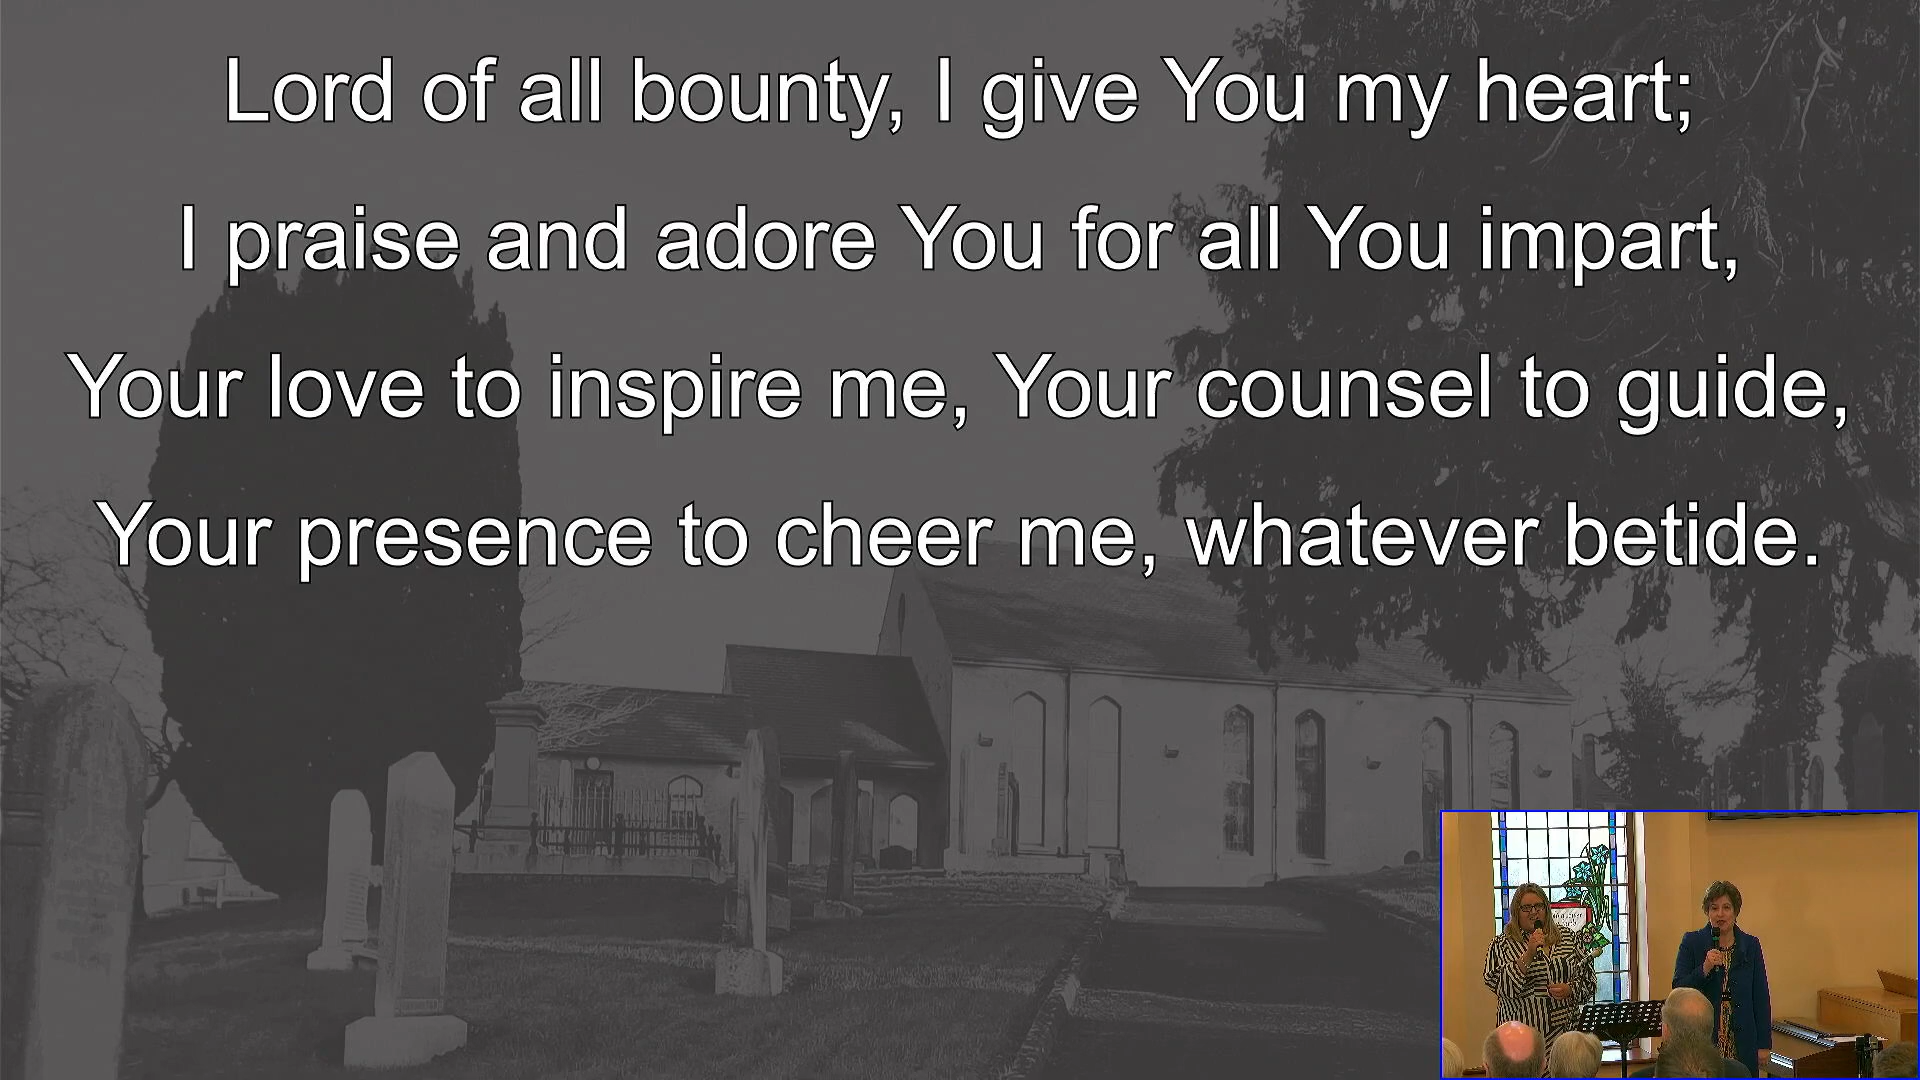 Lord of all bounty, I give You my heart;
I praise and adore You for all You impart,
Your love to inspire me, Your counsel to guide,
Your presence to cheer me, whatever betide.